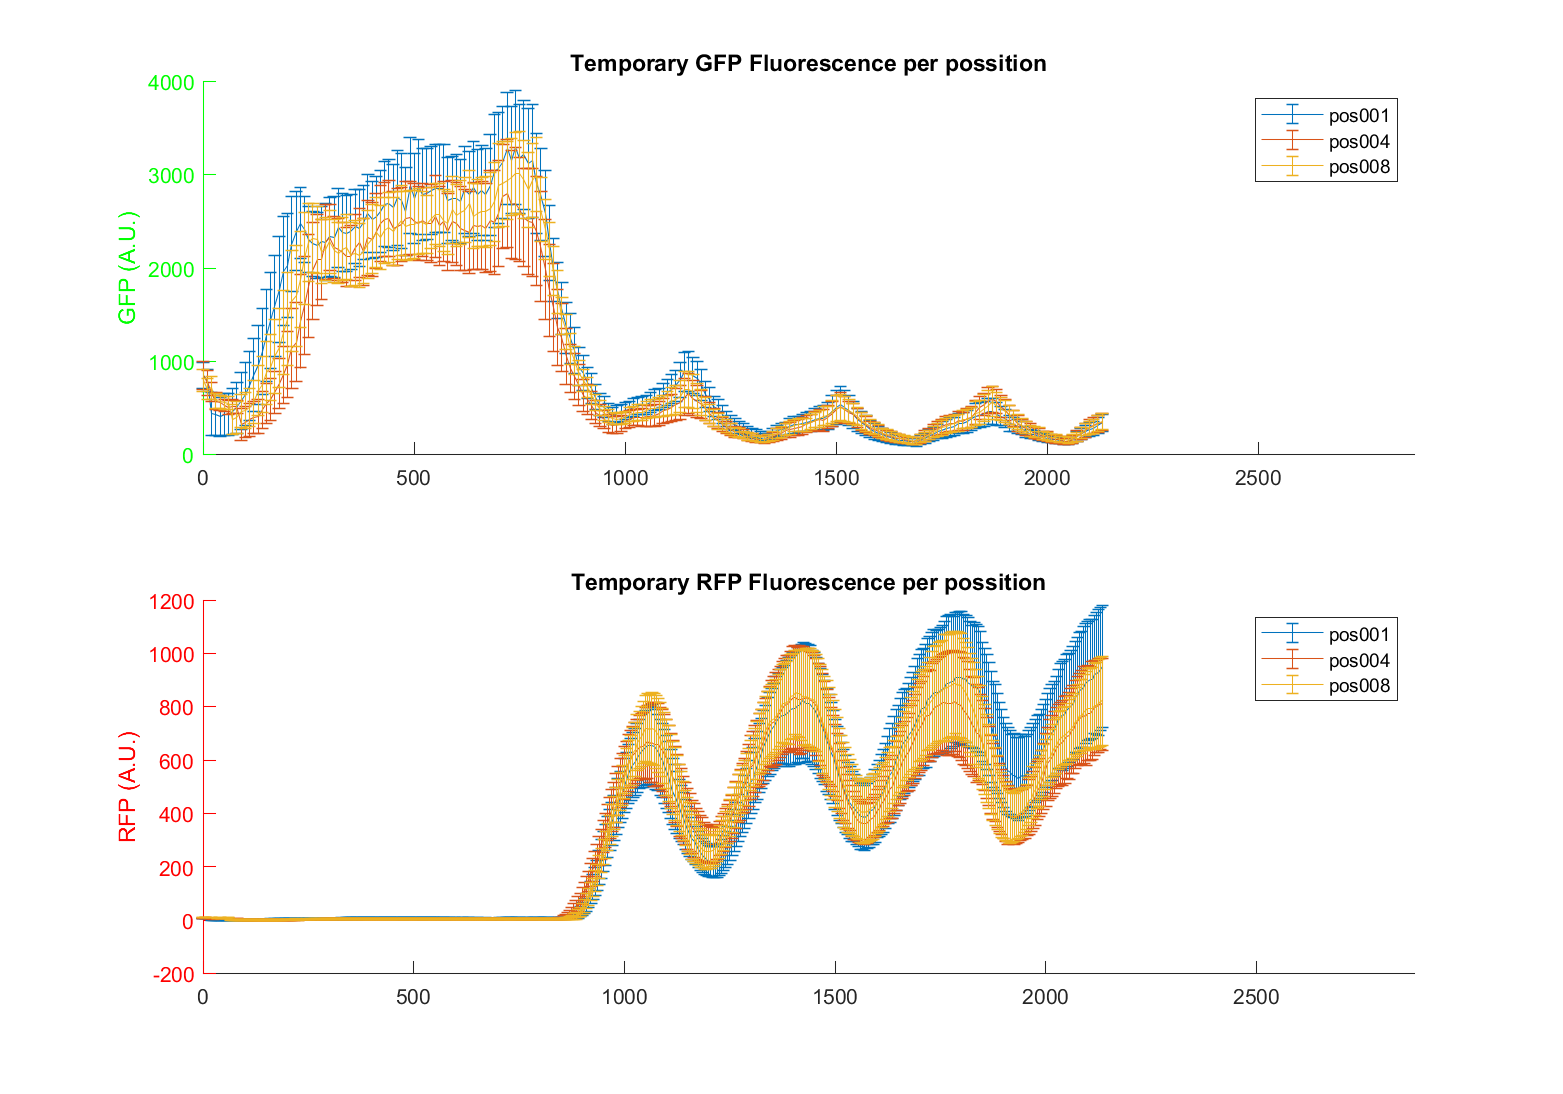 Temporary GFP Fluorescence per possition
4000
3000
2000
1000
0
GFP (A.U.)
0 500 1000 1500 2000 2500
pos001
pos004
pos008
Temporary RFP Fluorescence per possition
1200
1000
800
600
400
200
0
-200
RFP (A.U.)
0 500 1000 1500 2000 2500
pos001
pos004
pos008